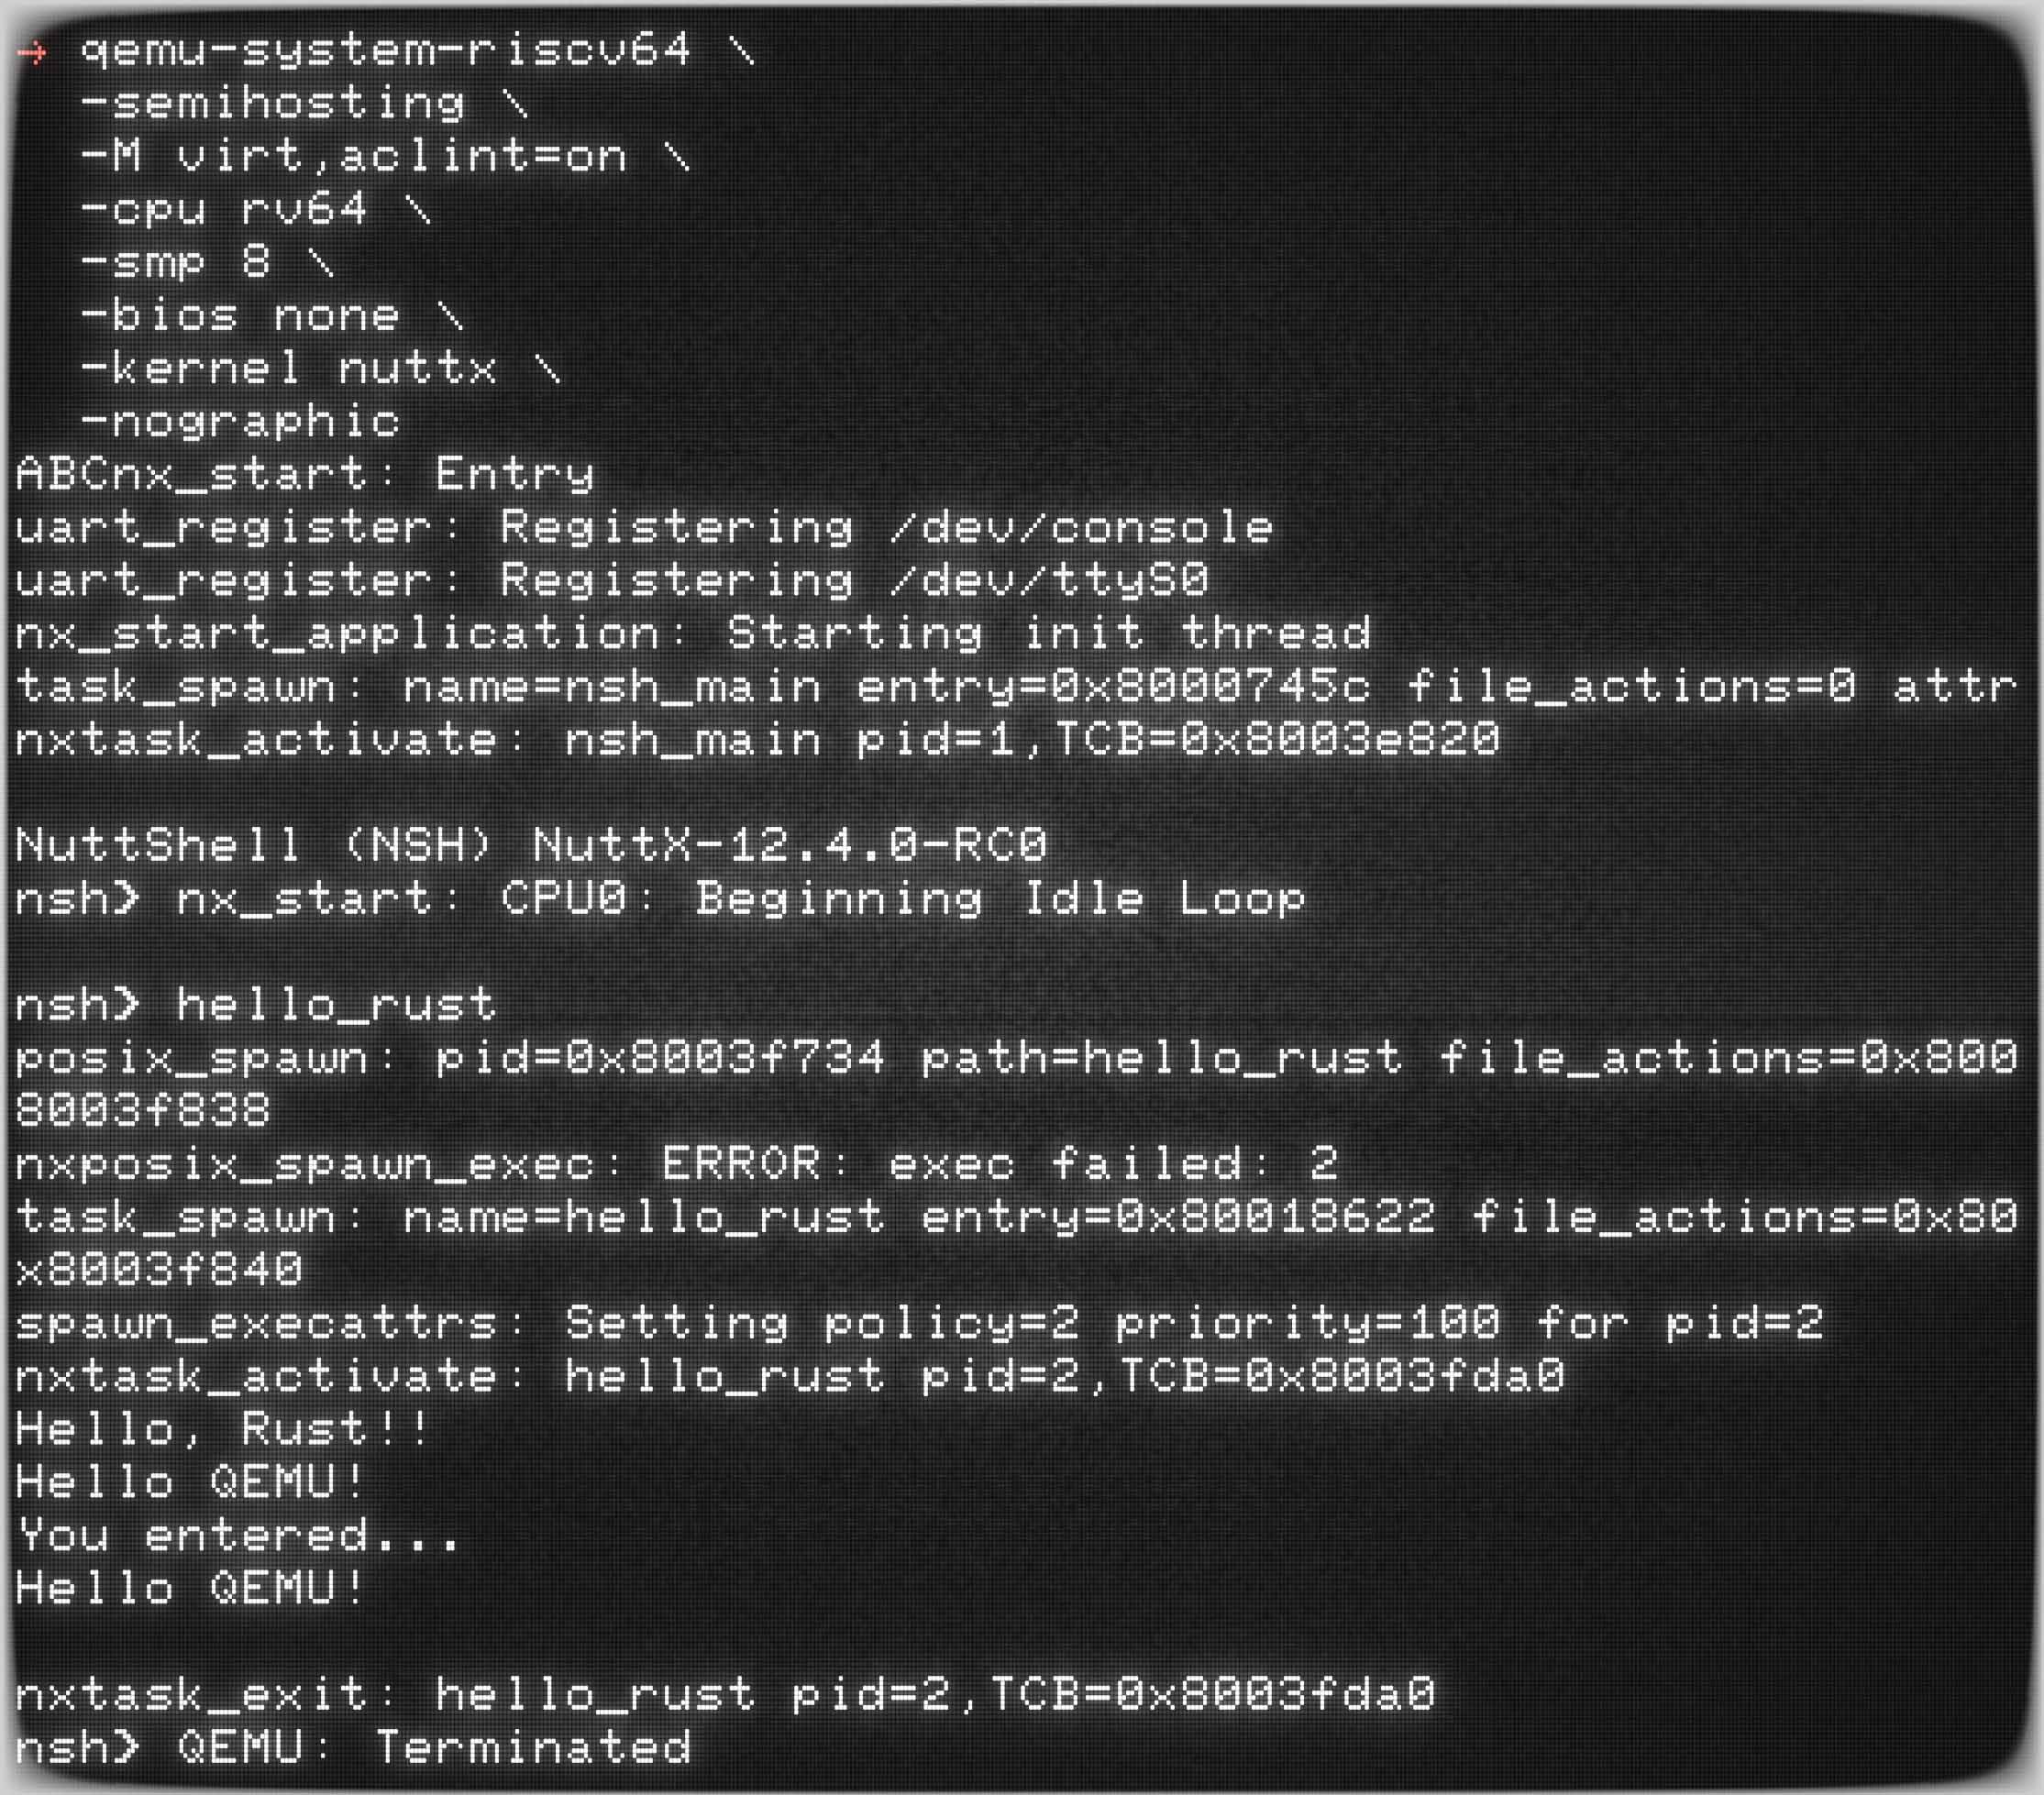 → qemu-system-riscv64 \
-semihosting \
-M virt,aclint=on \
-cpu rv64 \
-smp 8 \
-bios none \
-kernel nuttx \
-nographic
ABCnx_start: Entry
uart_register: Registering /dev/console
uart_register: Registering /dev/ttyS0
nx_start_application: Starting init thread
task_spawn: name=nsh_main entry=0x8000745c file_actions=0 attr
nxtask_activate: nsh_main pid=1,TCB=0x8003e820
NuttShell (NSH) NuttX-12.4.0-RC0
nsh> nx_start: CPU0: Beginning Idle Loop
nsh> hello_rust
posix_spawn: pid=0x8003f734 path=hello_rust file_actions=0x800
8003f838
nxposix_spawn_exec: ERROR: exec failed: 2
task_spawn: name=hello_rust entry=0x80018622 file_actions=0x80
x8003f840
spawn_execattrs: Setting policy=2 priority=100 for pid=2
nxtask_activate: hello_rust pid=2,TCB=0x8003fda0
Hello, Rust!!
Hello QEMU!
You entered...
Hello QEMU!
nxtask_exit: hello_rust pid=2,TCB=0x8003fda0
nsh> QEMU: Terminated